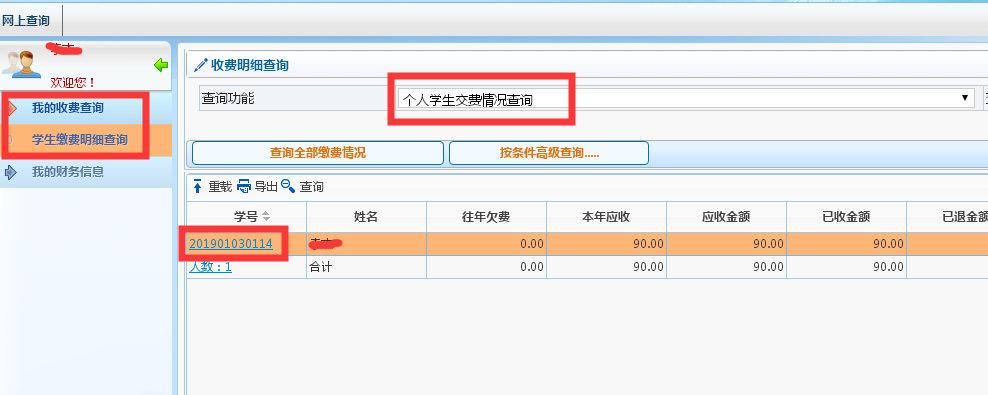 网上查询
欢迎您！
我的收费查询
学生缴费明细查询
我的财务信息
收费明细查询
查询功能 个人学生交费情况查询
查询全部缴费情况 按条件高级查询.....
重载 导出 查询
学号 姓名 往年欠费 本年应收 应收金额 已收金额 已退金额
201901030114 0.00 90.00 90.00 90.00
人数：1 合计 0.00 90.00 90.00 90.00